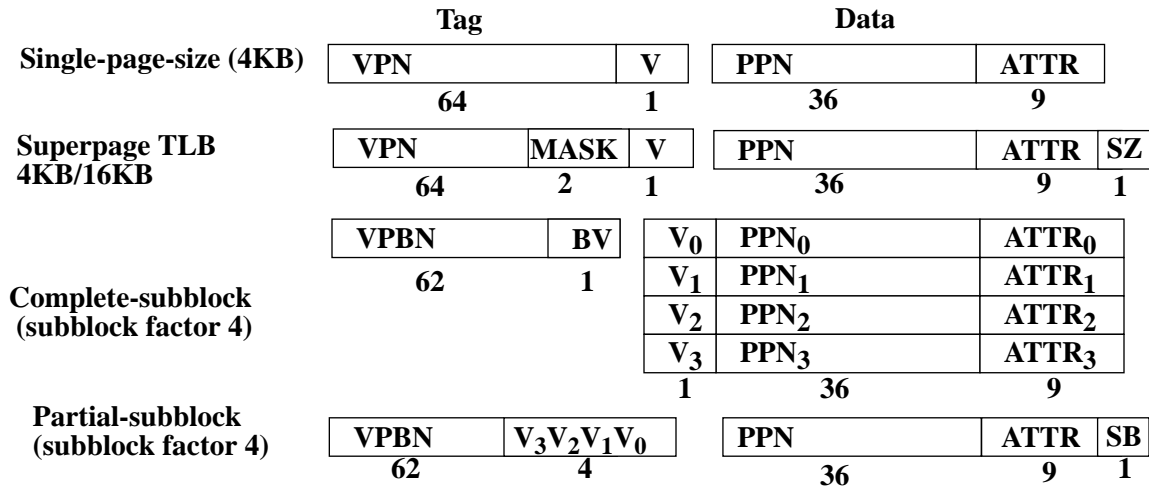 Tag Data
Single-page-size (4KB) VPN V PPN ATTR
64 1 36 9
Superpage TLB
4KB/16KB VPN MASK V PPN ATTR SZ
64 2 1 36 9 1
VPBN BV V0 PPN0 ATTR0
62 1 V1 PPN1 ATTR1
Complete-subblock
(subblock factor 4) V2 PPN2 ATTR2
V3 PPN3 ATTR3
1 36 9
Partial-subblock
(subblock factor 4) VPBN V3V2V1V0 PPN ATTR SB
62 4 36 9 1